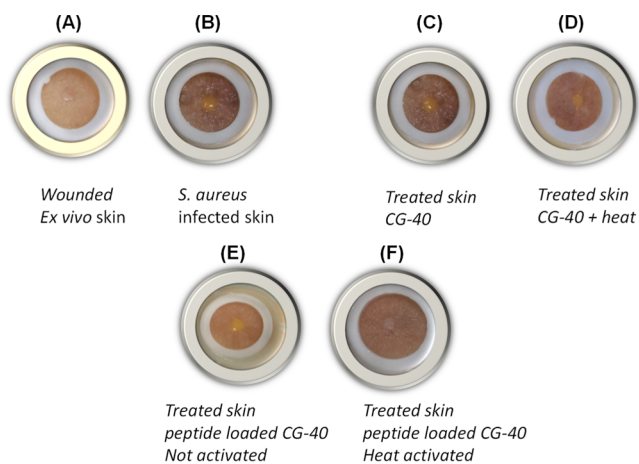 (A)
(B)
(C)
(D)
Wounded
Ex vivo skin
S. aureus
infected skin
Treated skin
CG-40
Treated skin
CG-40 + heat
(E)
(F)
Treated skin
peptide loaded CG-40
Not activated
Treated skin
peptide loaded CG-40
Heat activated